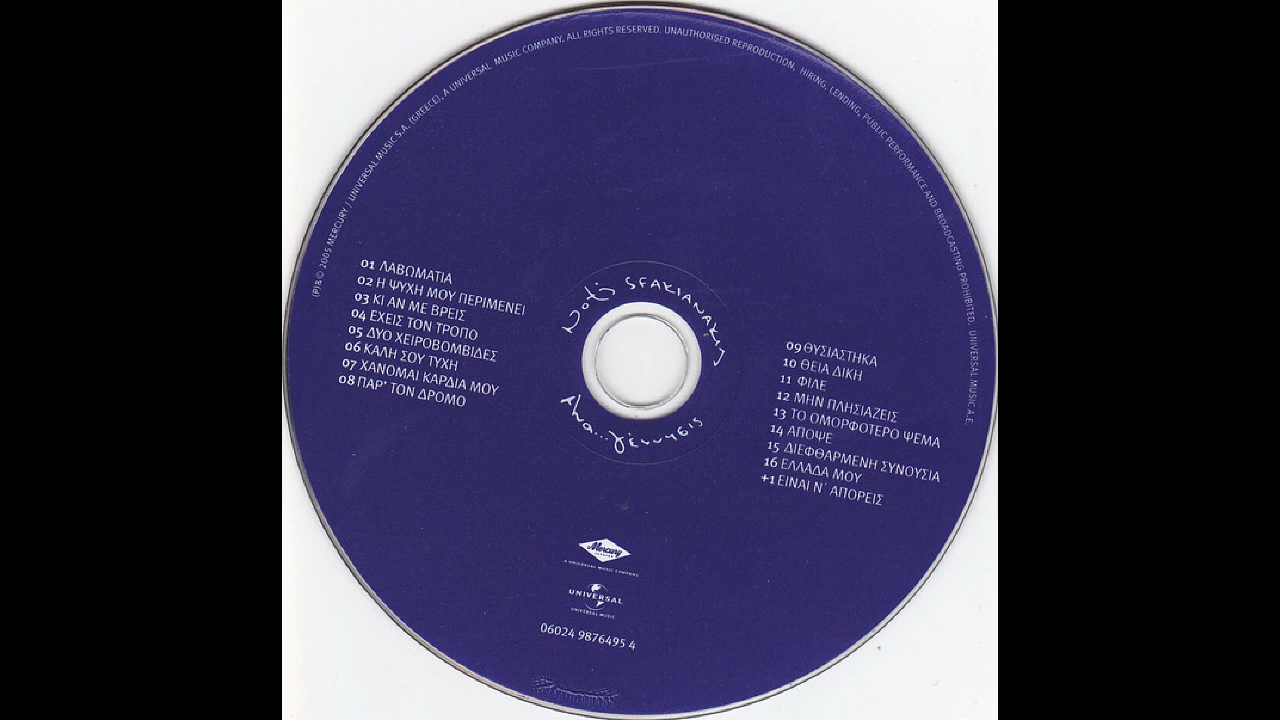 (P)&© 2005 MERCURY / UNIVERSAL MUSIC S.A. (GREECE), A UNIVERSAL MUSIC COMPANY. ALL RIGHTS RESERVED. UNAUTHORISED REPRODUCTION, HIRING, LENDING, PUBLIC PERFORMANCE AND BROADCASTING PROHIBITED. UNIVERSAL MUSIC A.E.
01 ΛΑΒΩΜΑΤΙΑ
02 Η ΨΥΧΗ ΜΟΥ ΠΕΡΙΜΕΝΕΙ
03 ΚΙ ΑΝ ΜΕ ΒΡΕΙΣ
04 ΕΧΕΙΣ ΤΟΝ ΤΡΟΠΟ
05 ΔΥΟ ΧΕΙΡΟΒΟΜΒΙΔΕΣ
06 ΚΑΛΗ ΣΟΥ ΤΥΧΗ
07 ΧΑΝΟΜΑΙ ΚΑΡΔΙΑ ΜΟΥ
08 ΠΑΡ' ΤΟΝ ΔΡΟΜΟ
Notis SFAKIANAKIS
Ανα...γέννησις
09 ΘΥΣΙΑΣΤΗΚΑ
10 ΘΕΙΑ ΔΙΚΗ
11 ΦΙΛΕ
12 ΜΗΝ ΠΛΗΣΙΑΖΕΙΣ
13 ΤΟ ΟΜΟΡΦΟΤΕΡΟ ΨΕΜΑ
14 ΑΠΟΨΕ
15 ΔΙΕΦΘΑΡΜΕΝΗ ΣΥΝΟΥΣΙΑ
16 ΕΛΛΑΔΑ ΜΟΥ
+1 ΕΙΝΑΙ Ν' ΑΠΟΡΕΙΣ
Mercury
A UNIVERSAL MUSIC COMPANY
UNIVERSAL
UNIVERSAL MUSIC
06024 9876495 4